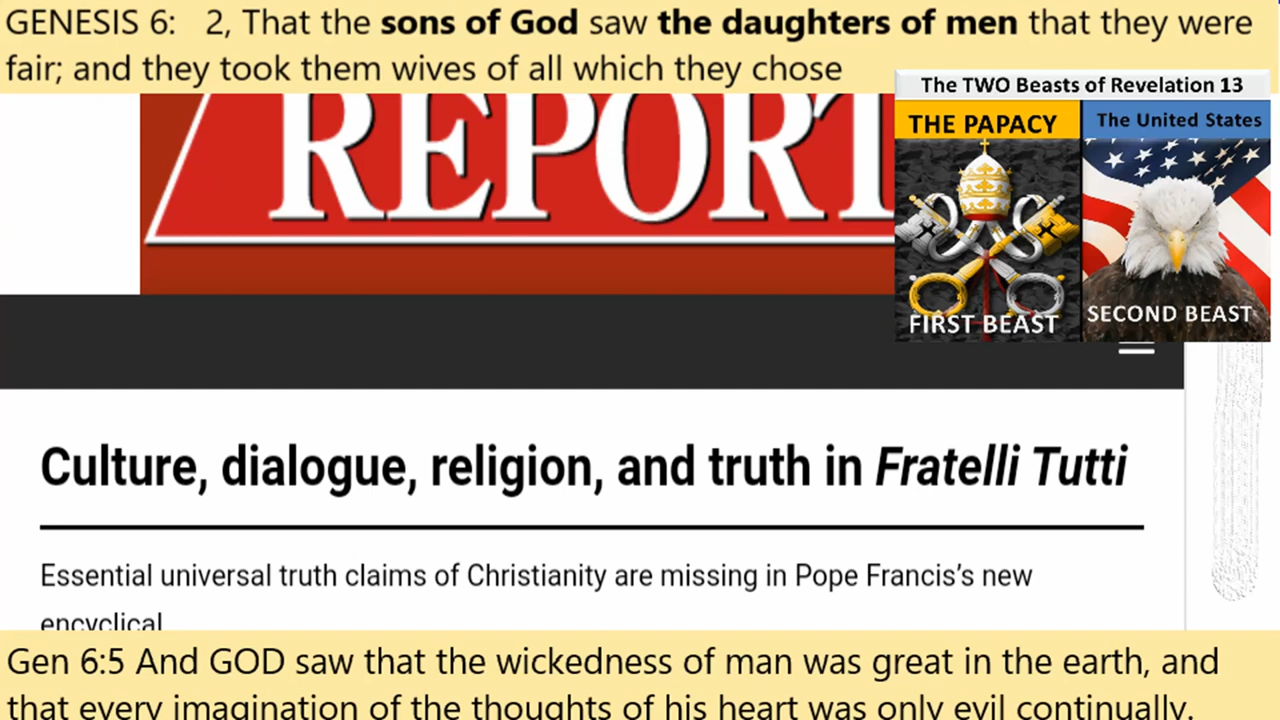 GENESIS 6: 2, That the sons of God saw the daughters of men that they were
fair; and they took them wives of all which they chose
The TWO Beasts of Revelation 13
THE PAPACY
The United States
FIRST BEAST
SECOND BEAST
REPORT
Culture, dialogue, religion, and truth in Fratelli Tutti
Essential universal truth claims of Christianity are missing in Pope Francis's new
encyclical
Gen 6:5 And GOD saw that the wickedness of man was great in the earth, and
that every imagination of the thoughts of his heart was only evil continually.